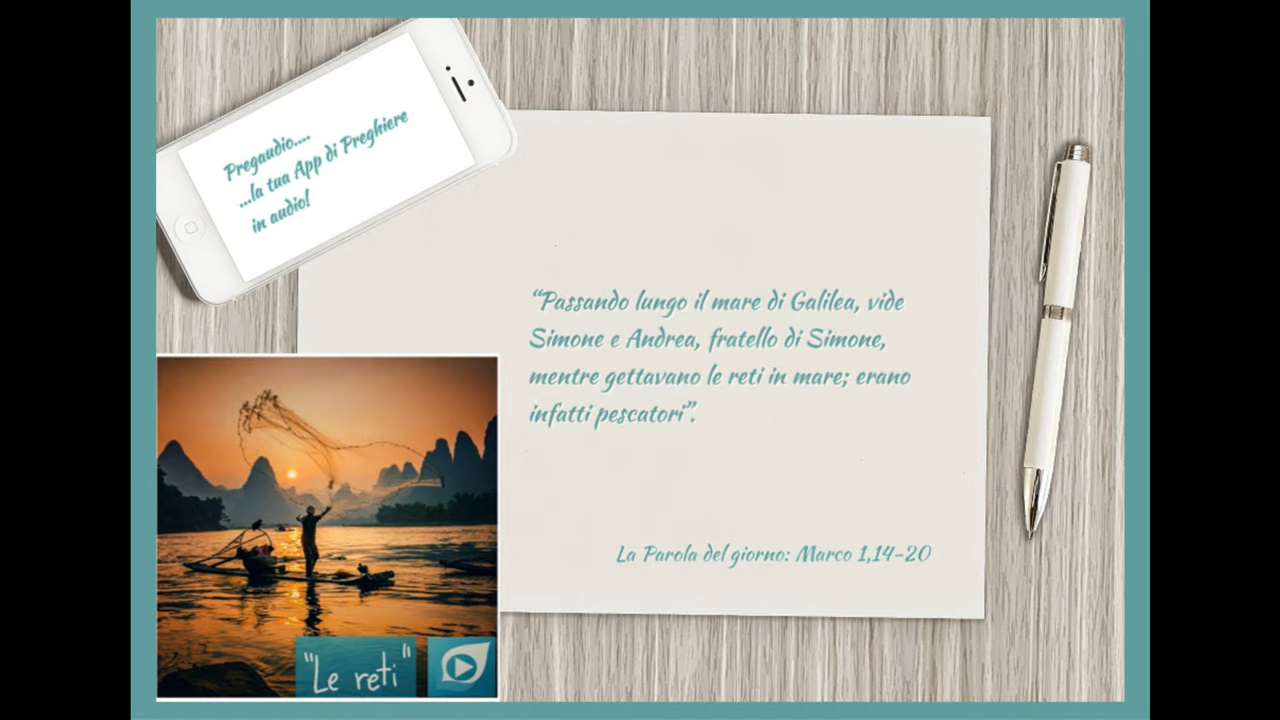 Pregaudio....
...la tua App di Preghiere
in audio!
“Passando lungo il mare di Galilea, vide
Simone e Andrea, fratello di Simone,
mentre gettavano le reti in mare; erano
infatti pescatori”.
La Parola del giorno: Marco 1,14-20
"Le reti"